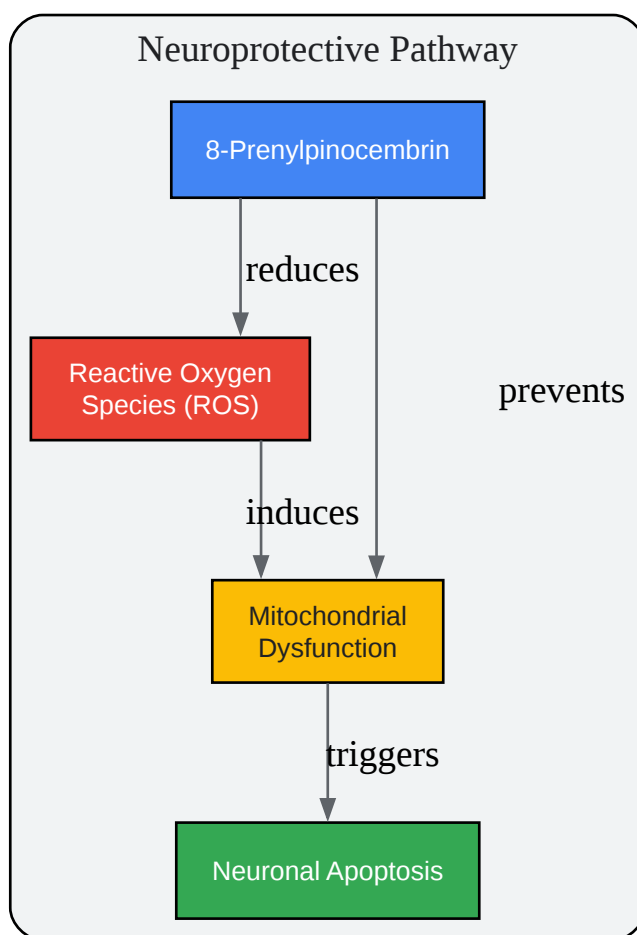 Neuroprotective Pathway
8-Prenylpinocembrin
reduces
Reactive Oxygen
Species (ROS)
prevents
induces
Mitochondrial
Dysfunction
triggers
Neuronal Apoptosis